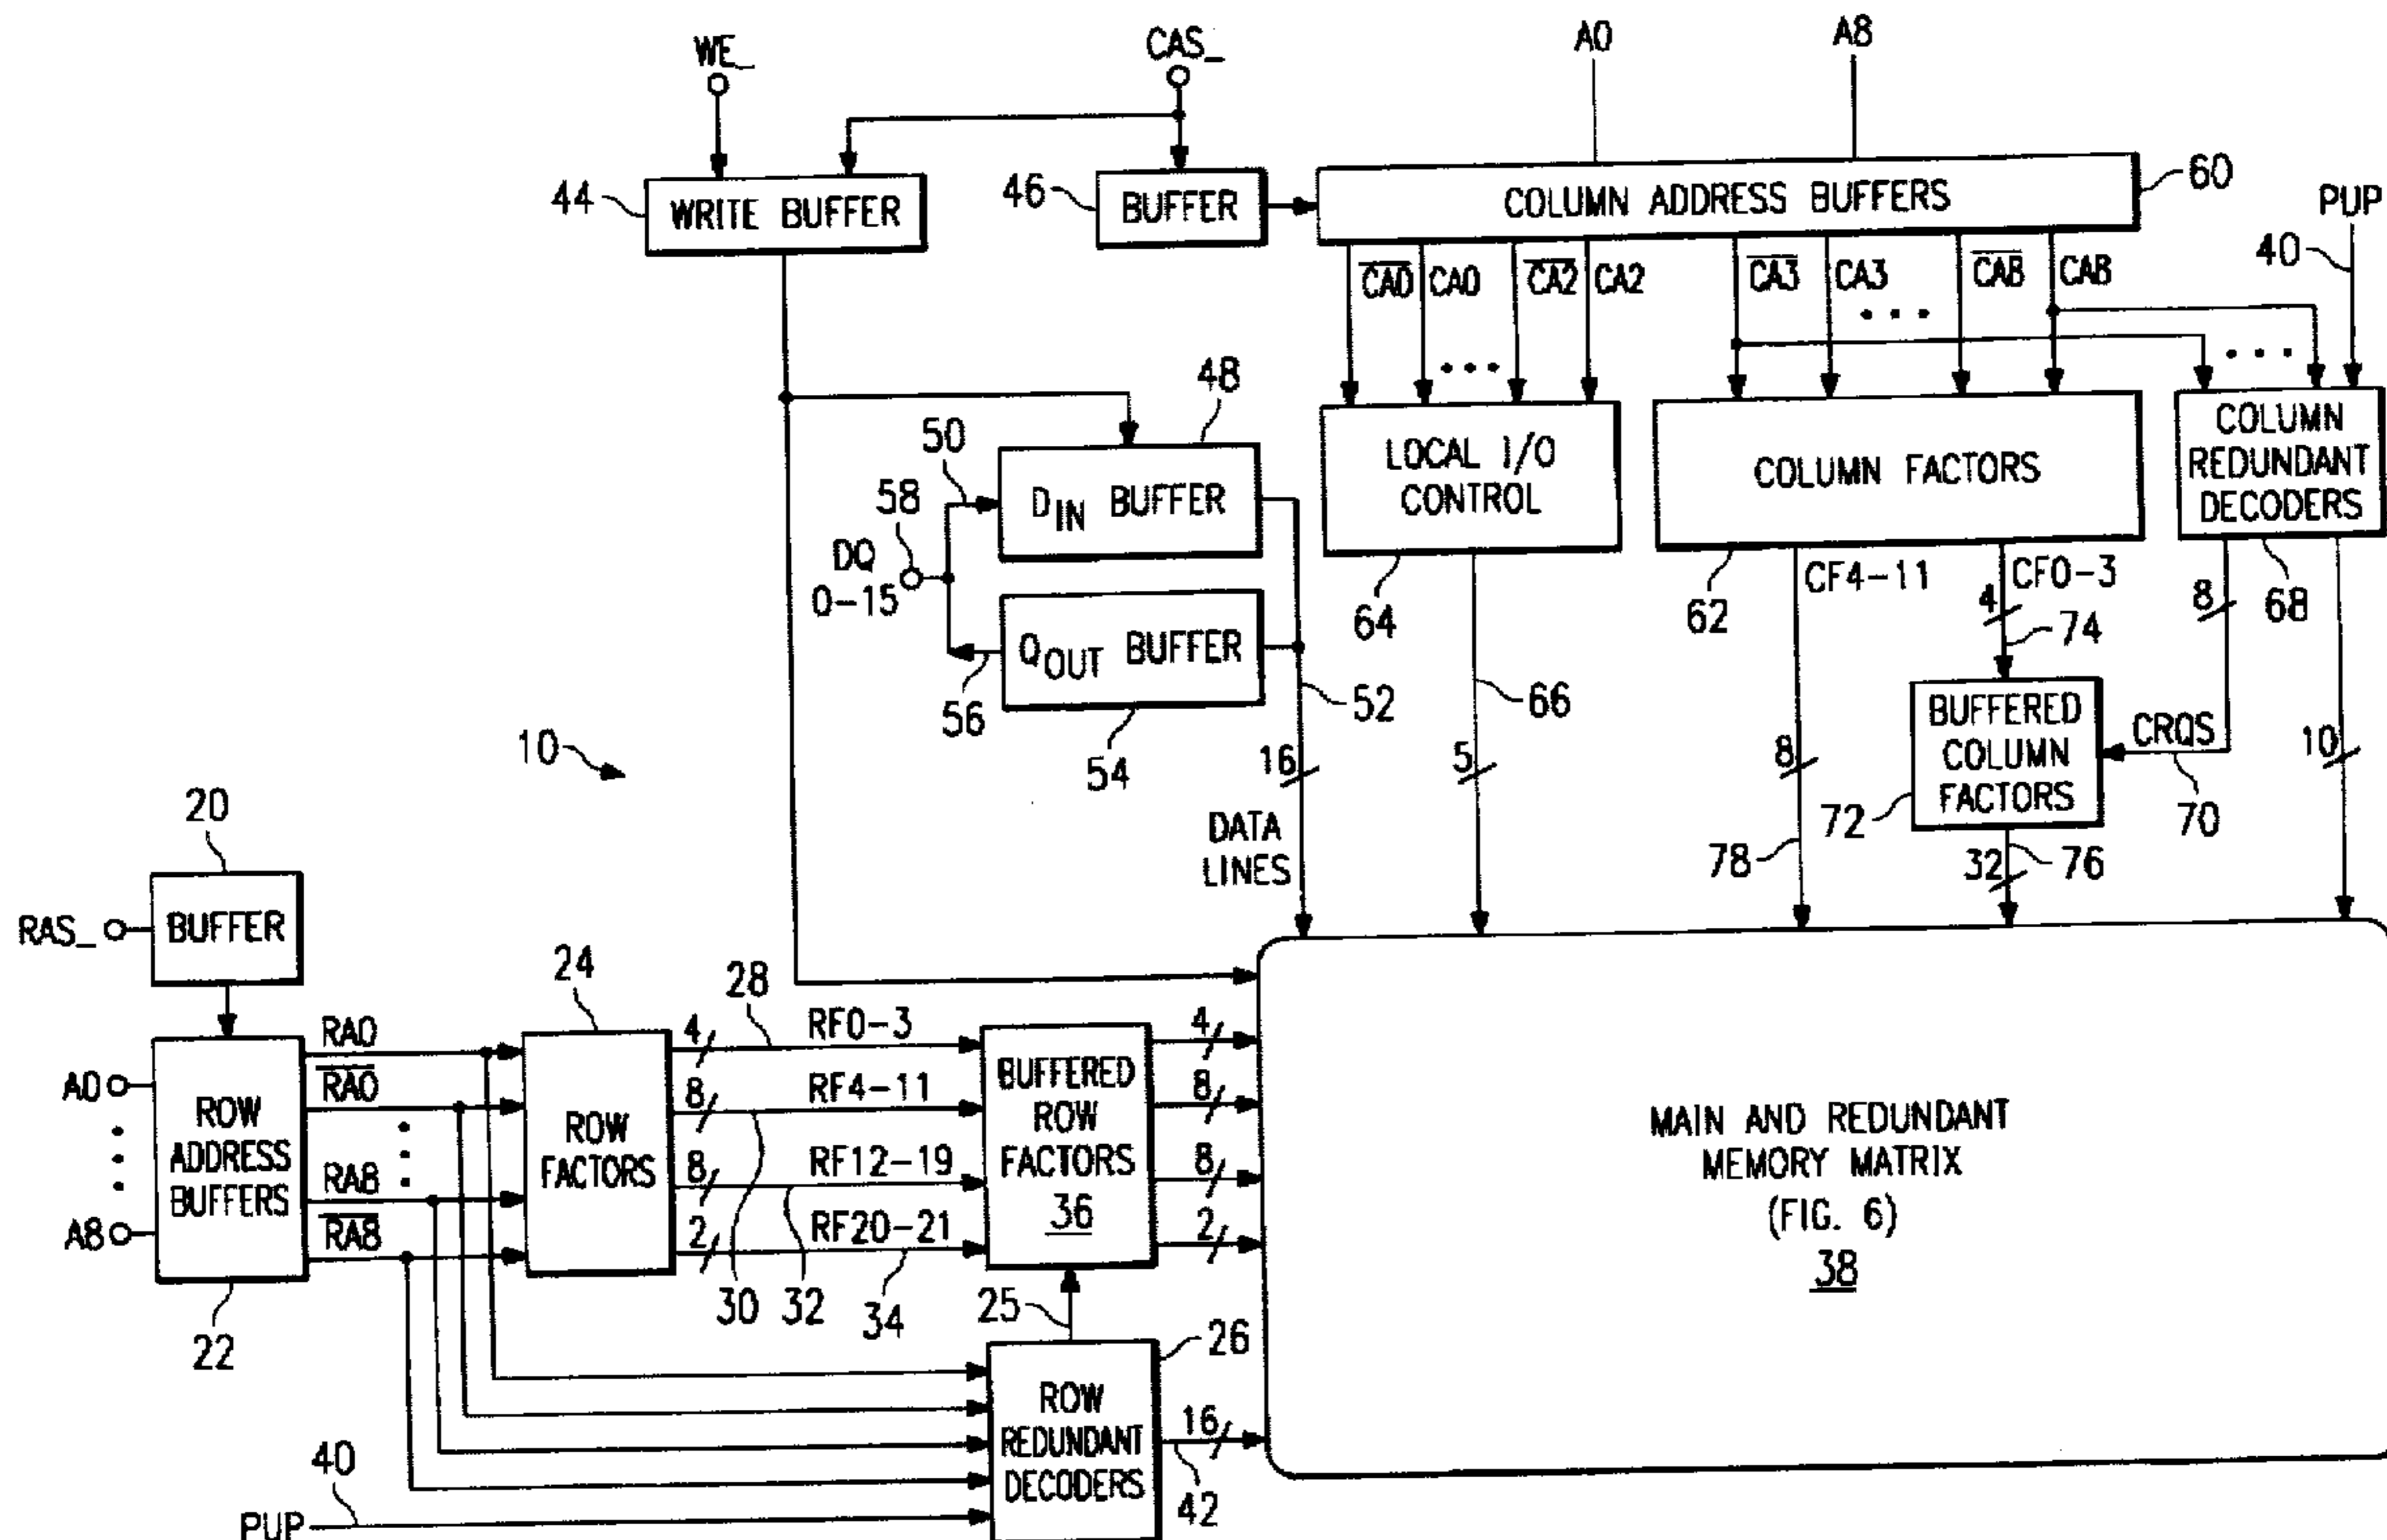 WE_
CAS_
A0
A8
44
WRITE BUFFER
46
BUFFER
COLUMN ADDRESS BUFFERS
60
PUP
40
CA0
CA0
CA2
CA2
CA3
CA3
CA8
CA8
• • •
• • •
• • •
48
50
58
DQ
0-15
DIN BUFFER
QOUT BUFFER
56
54
52
LOCAL I/O
CONTROL
64
66
COLUMN FACTORS
62
CF4-11
CF0-3
4
74
COLUMN
REDUNDANT
DECODERS
8
68
BUFFERED
COLUMN
FACTORS
72
CRQS
70
10
16
DATA
LINES
5
8
78
32
76
10
20
RAS_
BUFFER
A0
A8
ROW
ADDRESS
BUFFERS
22
RA0
RA0
RA8
RA8
24
ROW
FACTORS
4
28
RF0-3
8
RF4-11
8
RF12-19
2
RF20-21
30
32
34
BUFFERED
ROW
FACTORS
36
4
8
8
2
25
26
ROW
REDUNDANT
DECODERS
16
42
40
PUP
MAIN AND REDUNDANT
MEMORY MATRIX
(FIG. 6)
38